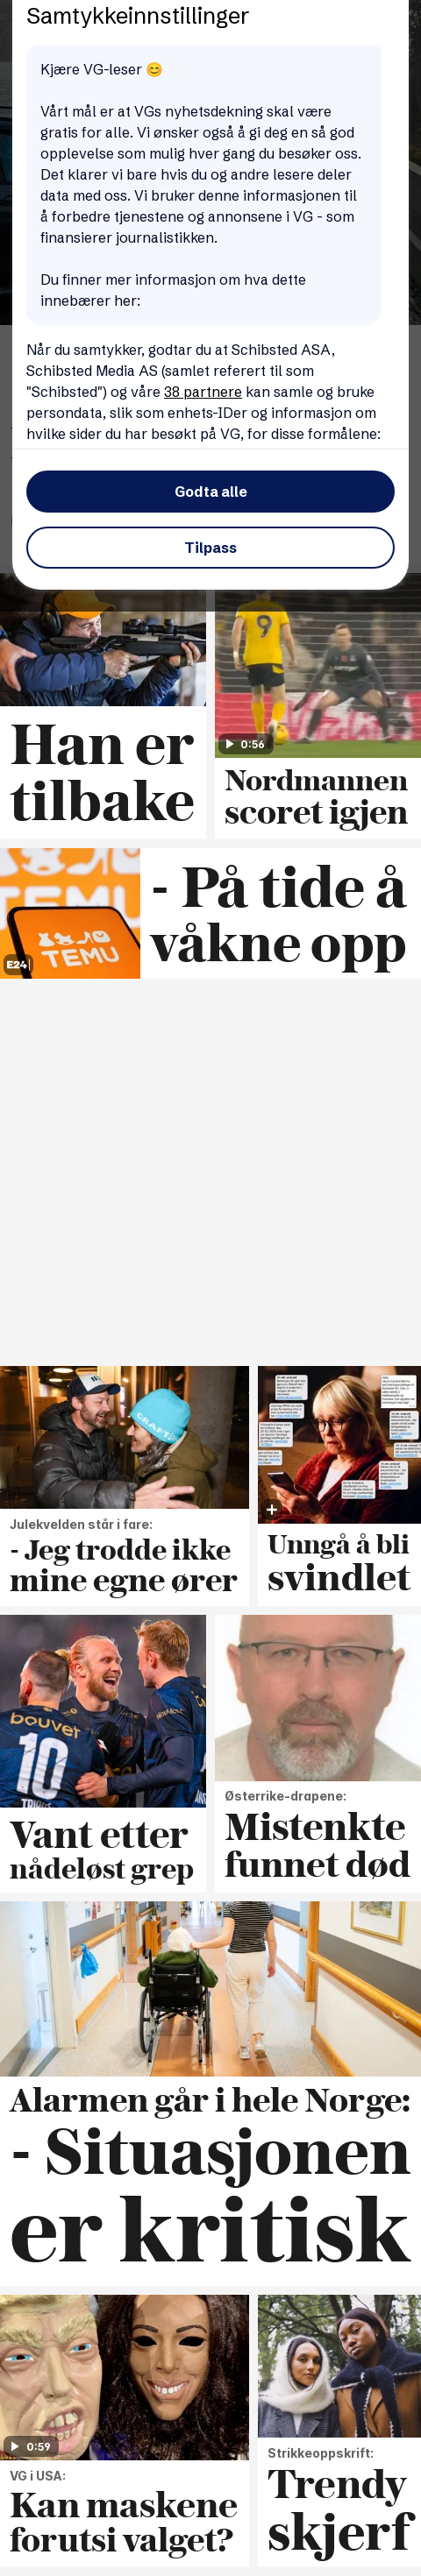 Samtykkeinnstillinger
Kjære VG-leser 😊
Vårt mål er at VGs nyhetsdekning skal være
gratis for alle. Vi ønsker også å gi deg en så god
opplevelse som mulig hver gang du besøker oss.
Det klarer vi bare hvis du og andre lesere deler
data med oss. Vi bruker denne informasjonen til
å forbedre tjenestene og annonsene i VG - som
finansierer journalistikken.
Du finner mer informasjon om hva dette
innebærer her:
Når du samtykker, godtar du at Schibsted ASA,
Schibsted Media AS (samlet referert til som
"Schibsted") og våre 38 partnere kan samle og bruke
persondata, slik som enhets-IDer og informasjon om
hvilke sider du har besøkt på VG, for disse formålene:
Godta alle
Tilpass
9
0:56
Han er
tilbake
Nordmannen
scoret igjen
TEMU
TEMU
E24
- På tide å
våkne opp
CRAFT
Julekvelden står i fare:
- Jeg trodde ikke
mine egne ører
Unngå å bli
svindlet
bouver
10
Vant etter
nådeløst grep
Østerrike-drapene:
Mistenkte
funnet død
Alarmen går i hele Norge:
- Situasjonen
er kritisk
0:59
VG i USA:
Kan maskene
forutsi valget?
Strikkeoppskrift:
Trendy
skjerf